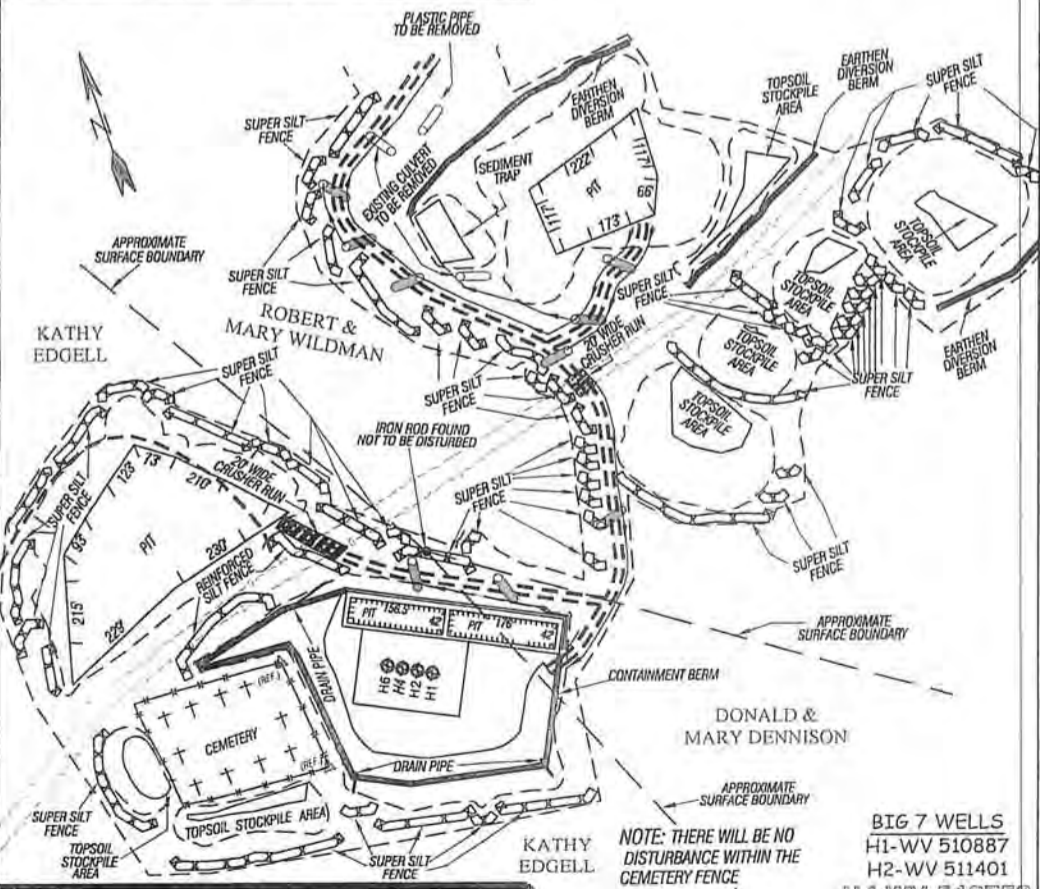 PLASTIC PIPE
TO BE REMOVED
N
SUPER SILT
FENCE
EARTHEN
DIVERSION
BERM
TOPSOIL
STOCKPILE
AREA
EARTHEN
DIVERSION
BERM
SUPER SILT
FENCE
EXISTING CULVERT
TO BE REMOVED
SEDIMENT
TRAP
222'
117'
PIT
66'
117'
173'
APPROXIMATE
SURFACE BOUNDARY
SUPER SILT
FENCE
SUPER SILT
FENCE
TOPSOIL
STOCKPILE
AREA
TOPSOIL
STOCKPILE
AREA
KATHY
EDGELL
ROBERT &
MARY WILDMAN
20' WIDE
CRUSHER RUN
TOPSOIL
STOCKPILE
AREA
SUPER SILT
FENCE
EARTHEN
DIVERSION
BERM
SUPER SILT
FENCE
SUPER SILT
FENCE
TOPSOIL
STOCKPILE
AREA
IRON ROD FOUND
NOT TO BE DISTURBED
20' WIDE
CRUSHER RUN
SUPER SILT
FENCE
123'
73'
210'
93'
PIT
230'
215'
229'
SUPER SILT
FENCE
REINFORCED
SILT FENCE
SUPER SILT
FENCE
PIT 156.5'
42'
PIT 176'
42'
APPROXIMATE
SURFACE BOUNDARY
H6
H4
H2
H1
DRAIN PIPE
CONTAINMENT BERM
(REF.)
CEMETERY
(REF.)
DONALD &
MARY DENNISON
DRAIN PIPE
APPROXIMATE
SURFACE BOUNDARY
SUPER SILT
FENCE
TOPSOIL STOCKPILE AREA
TOPSOIL
STOCKPILE
AREA
SUPER SILT
FENCE
KATHY
EDGELL
NOTE: THERE WILL BE NO
DISTURBANCE WITHIN THE
CEMETERY FENCE
BIG 7 WELLS
H1-WV 510887
H2-WV 511401